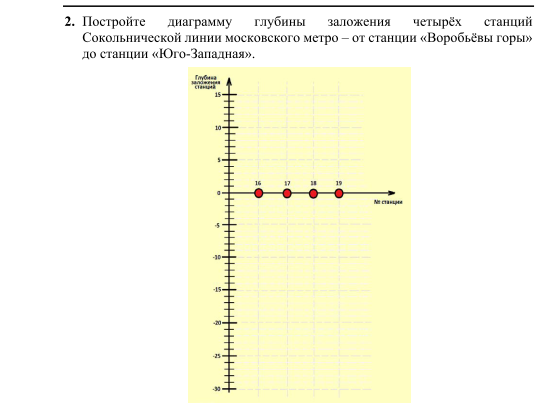 2. Постройте диаграмму глубины заложения четырёх станций
Сокольнической линии московского метро – от станции «Воробьёвы горы»
до станции «Юго-Западная».
Глубина
заложения
станций
15
10
5
16 17 18 19
0
№ станции
-5
-10
-15
-20
-25
-30